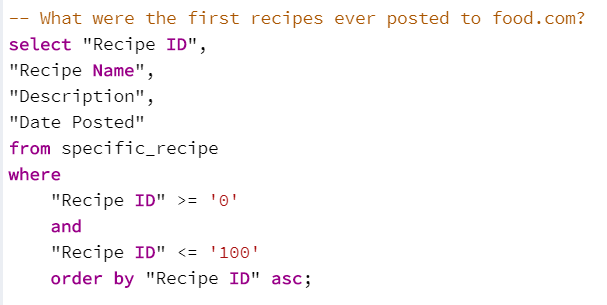 -- What were the first recipes ever posted to food.com?
select "Recipe ID",
"Recipe Name",
"Description",
"Date Posted"
from specific_recipe
where
"Recipe ID" >= '0'
and
"Recipe ID" <= '100'
order by "Recipe ID" asc;